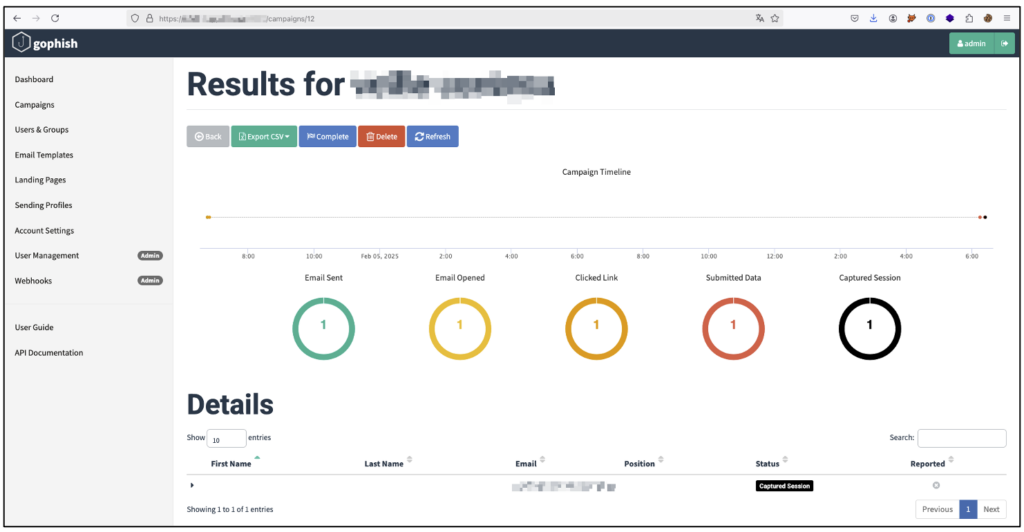 https:// /campaigns/12
gophish
admin
Dashboard
Campaigns
Users & Groups
Email Templates
Landing Pages
Sending Profiles
Account Settings
User Management Admin
Webhooks Admin
User Guide
API Documentation
Results for
Back Export CSV Complete Delete Refresh
Campaign Timeline
8:00 10:00 Feb 05, 2025 2:00 4:00 6:00 8:00 10:00 12:00 2:00 4:00 6:00
Email Sent Email Opened Clicked Link Submitted Data Captured Session
1 1 1 1 1
Details
Show 10 entries Search:
First Name Last Name Email Position Status Reported
Captured Session
Showing 1 to 1 of 1 entries
Previous 1 Next